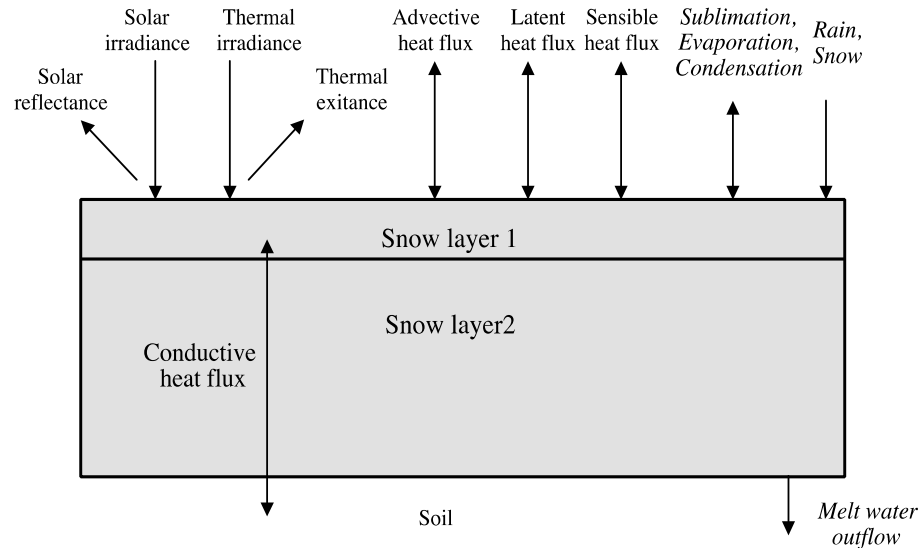 Solar
irradiance
Thermal
irradiance
Solar
reflectance
Thermal
exitance
Advective
heat flux
Latent
heat flux
Sensible
heat flux
Sublimation,
Evaporation,
Condensation
Rain,
Snow
Snow layer 1
Snow layer2
Conductive
heat flux
Soil
Melt water
outflow